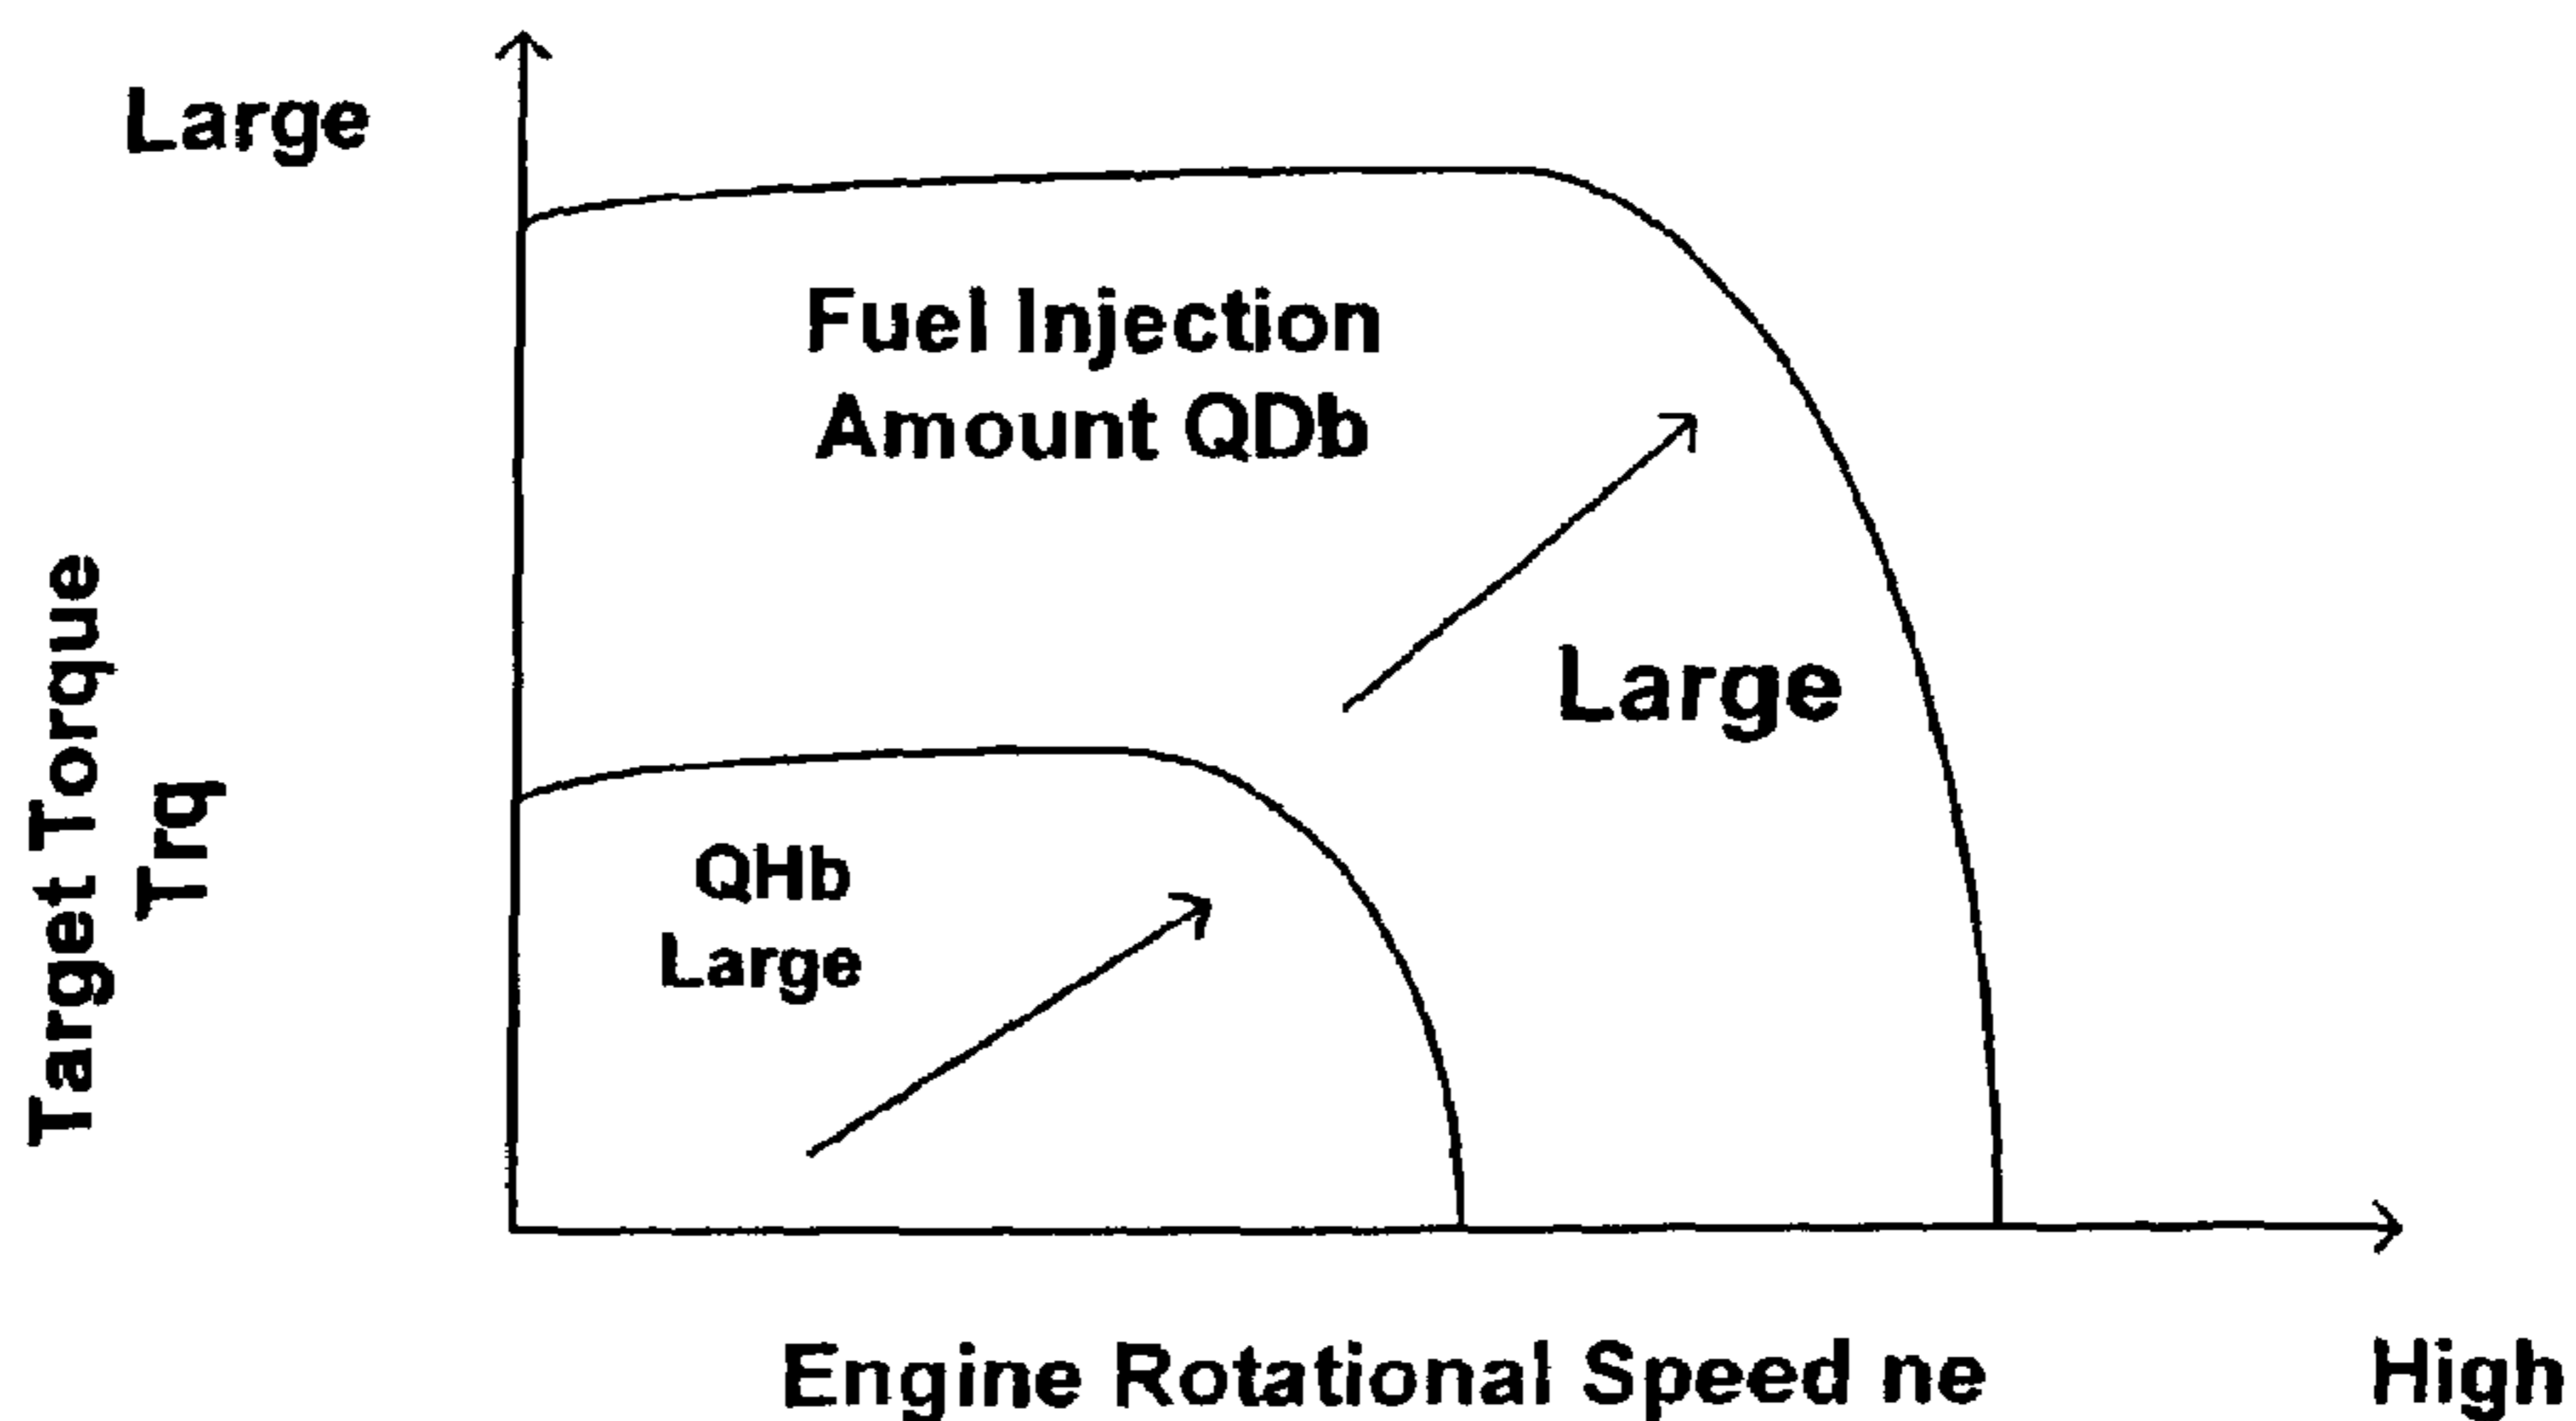 Large
Fuel Injection
Amount QDb
Large
Target Torque
Trq
QHb
Large
Engine Rotational Speed ne
High